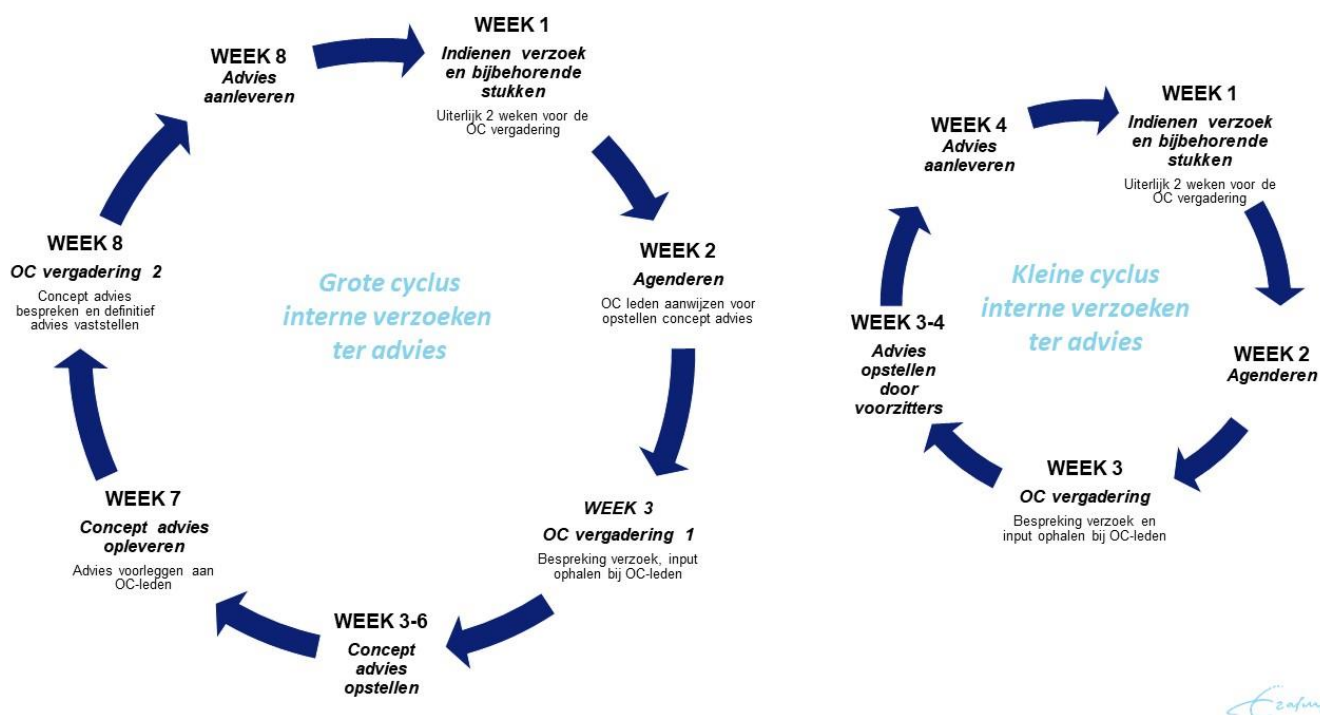 WEEK 1
Indienen verzoek
en bijbehorende
stukken
Uiterlijk 2 weken voor de
OC vergadering
WEEK 2
Agenderen
OC leden aanwijzen voor
opstellen concept advies
WEEK 3
OC vergadering 1
Bespreking verzoek, input
ophalen bij OC-leden
WEEK 3-6
Concept
advies
opstellen
WEEK 7
Concept advies
opleveren
Advies voorleggen aan
OC-leden
WEEK 8
OC vergadering 2
Concept advies
bespreken en definitief
advies vaststellen
WEEK 8
Advies
aanleveren
Grote cyclus
interne verzoeken
ter advies
WEEK 1
Indienen verzoek
en bijbehorende
stukken
Uiterlijk 2 weken voor de
OC vergadering
WEEK 2
Agenderen
WEEK 3
OC vergadering
Bespreking verzoek en
input ophalen bij OC-leden
WEEK 3-4
Advies
opstellen
door
voorzitters
WEEK 4
Advies
aanleveren
Kleine cyclus
interne verzoeken
ter advies